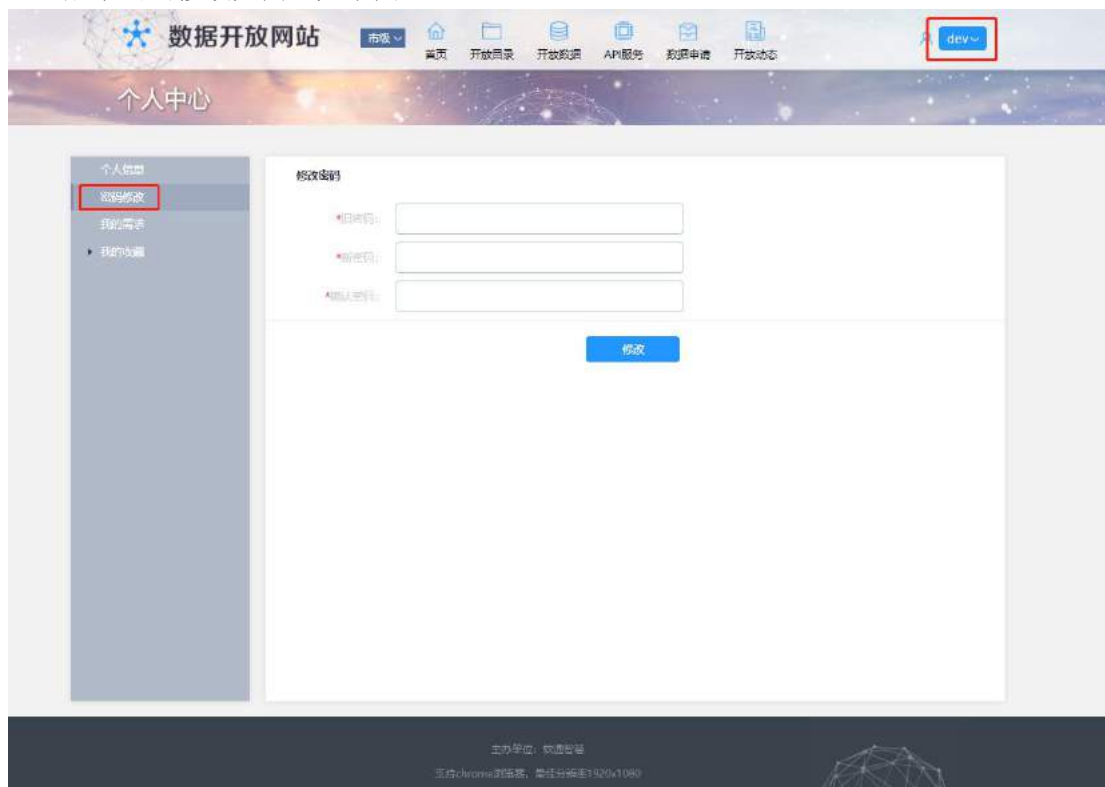 数据开放网站
市级
首页
开放目录
开放数据
API服务
数据申请
开放动态
dev
个人中心
个人信息
密码修改
我的需求
我的收藏
修改密码
*旧密码:
*新密码:
*确认密码:
修改
主办单位: 软通智慧
支持chrome浏览器, 最佳分辨率1920x1080